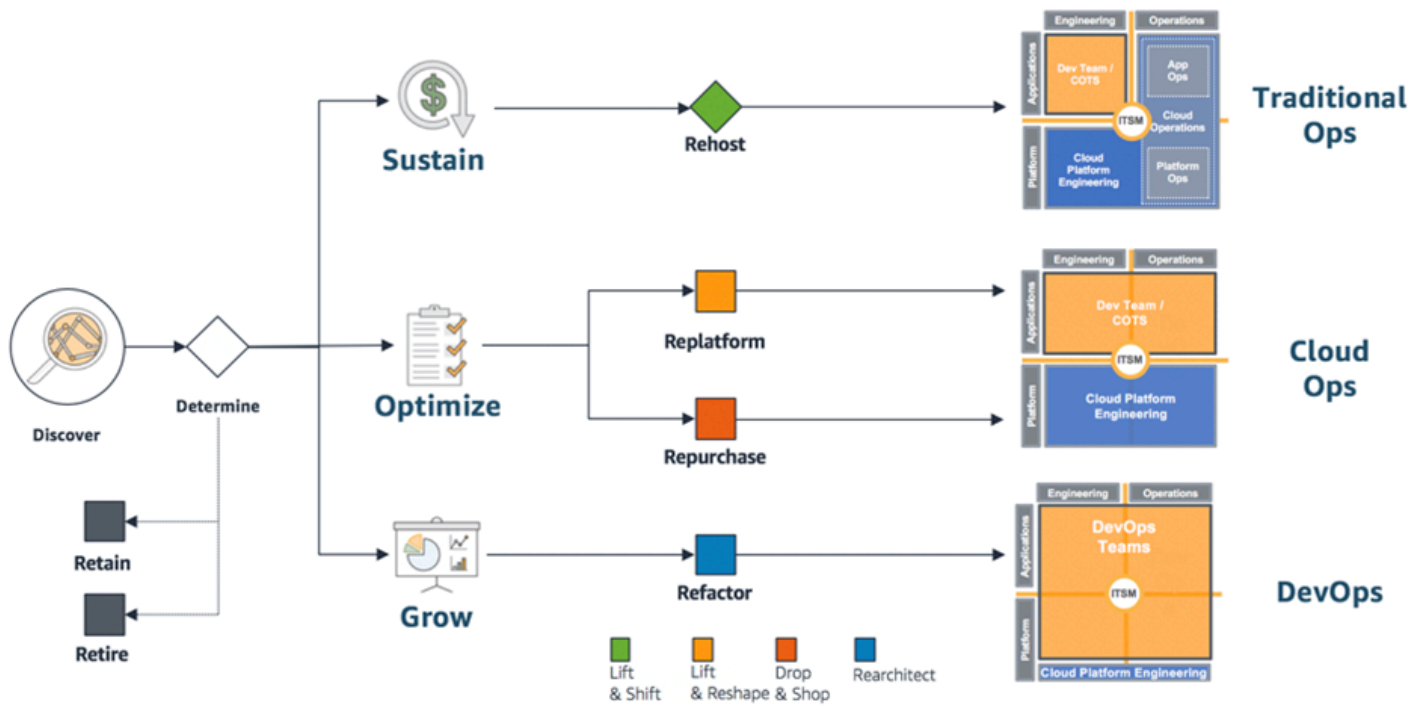 Engineering
Operations
Applications
Platform
Dev Team /
COTS
App
Ops
ITSM
Cloud
Operations
Cloud
Platform
Engineering
Platform
Ops
Traditional
Ops
Sustain
Rehost
Engineering
Operations
Applications
Platform
Dev Team /
COTS
ITSM
Cloud Platform
Engineering
Cloud
Ops
Discover
Determine
Optimize
Replatform
Repurchase
Retain
Retire
Grow
Refactor
Engineering
Operations
Applications
Platform
DevOps
Teams
ITSM
Cloud Platform Engineering
DevOps
Lift
& Shift
Lift
& Reshape
Drop
& Shop
Rearchitect